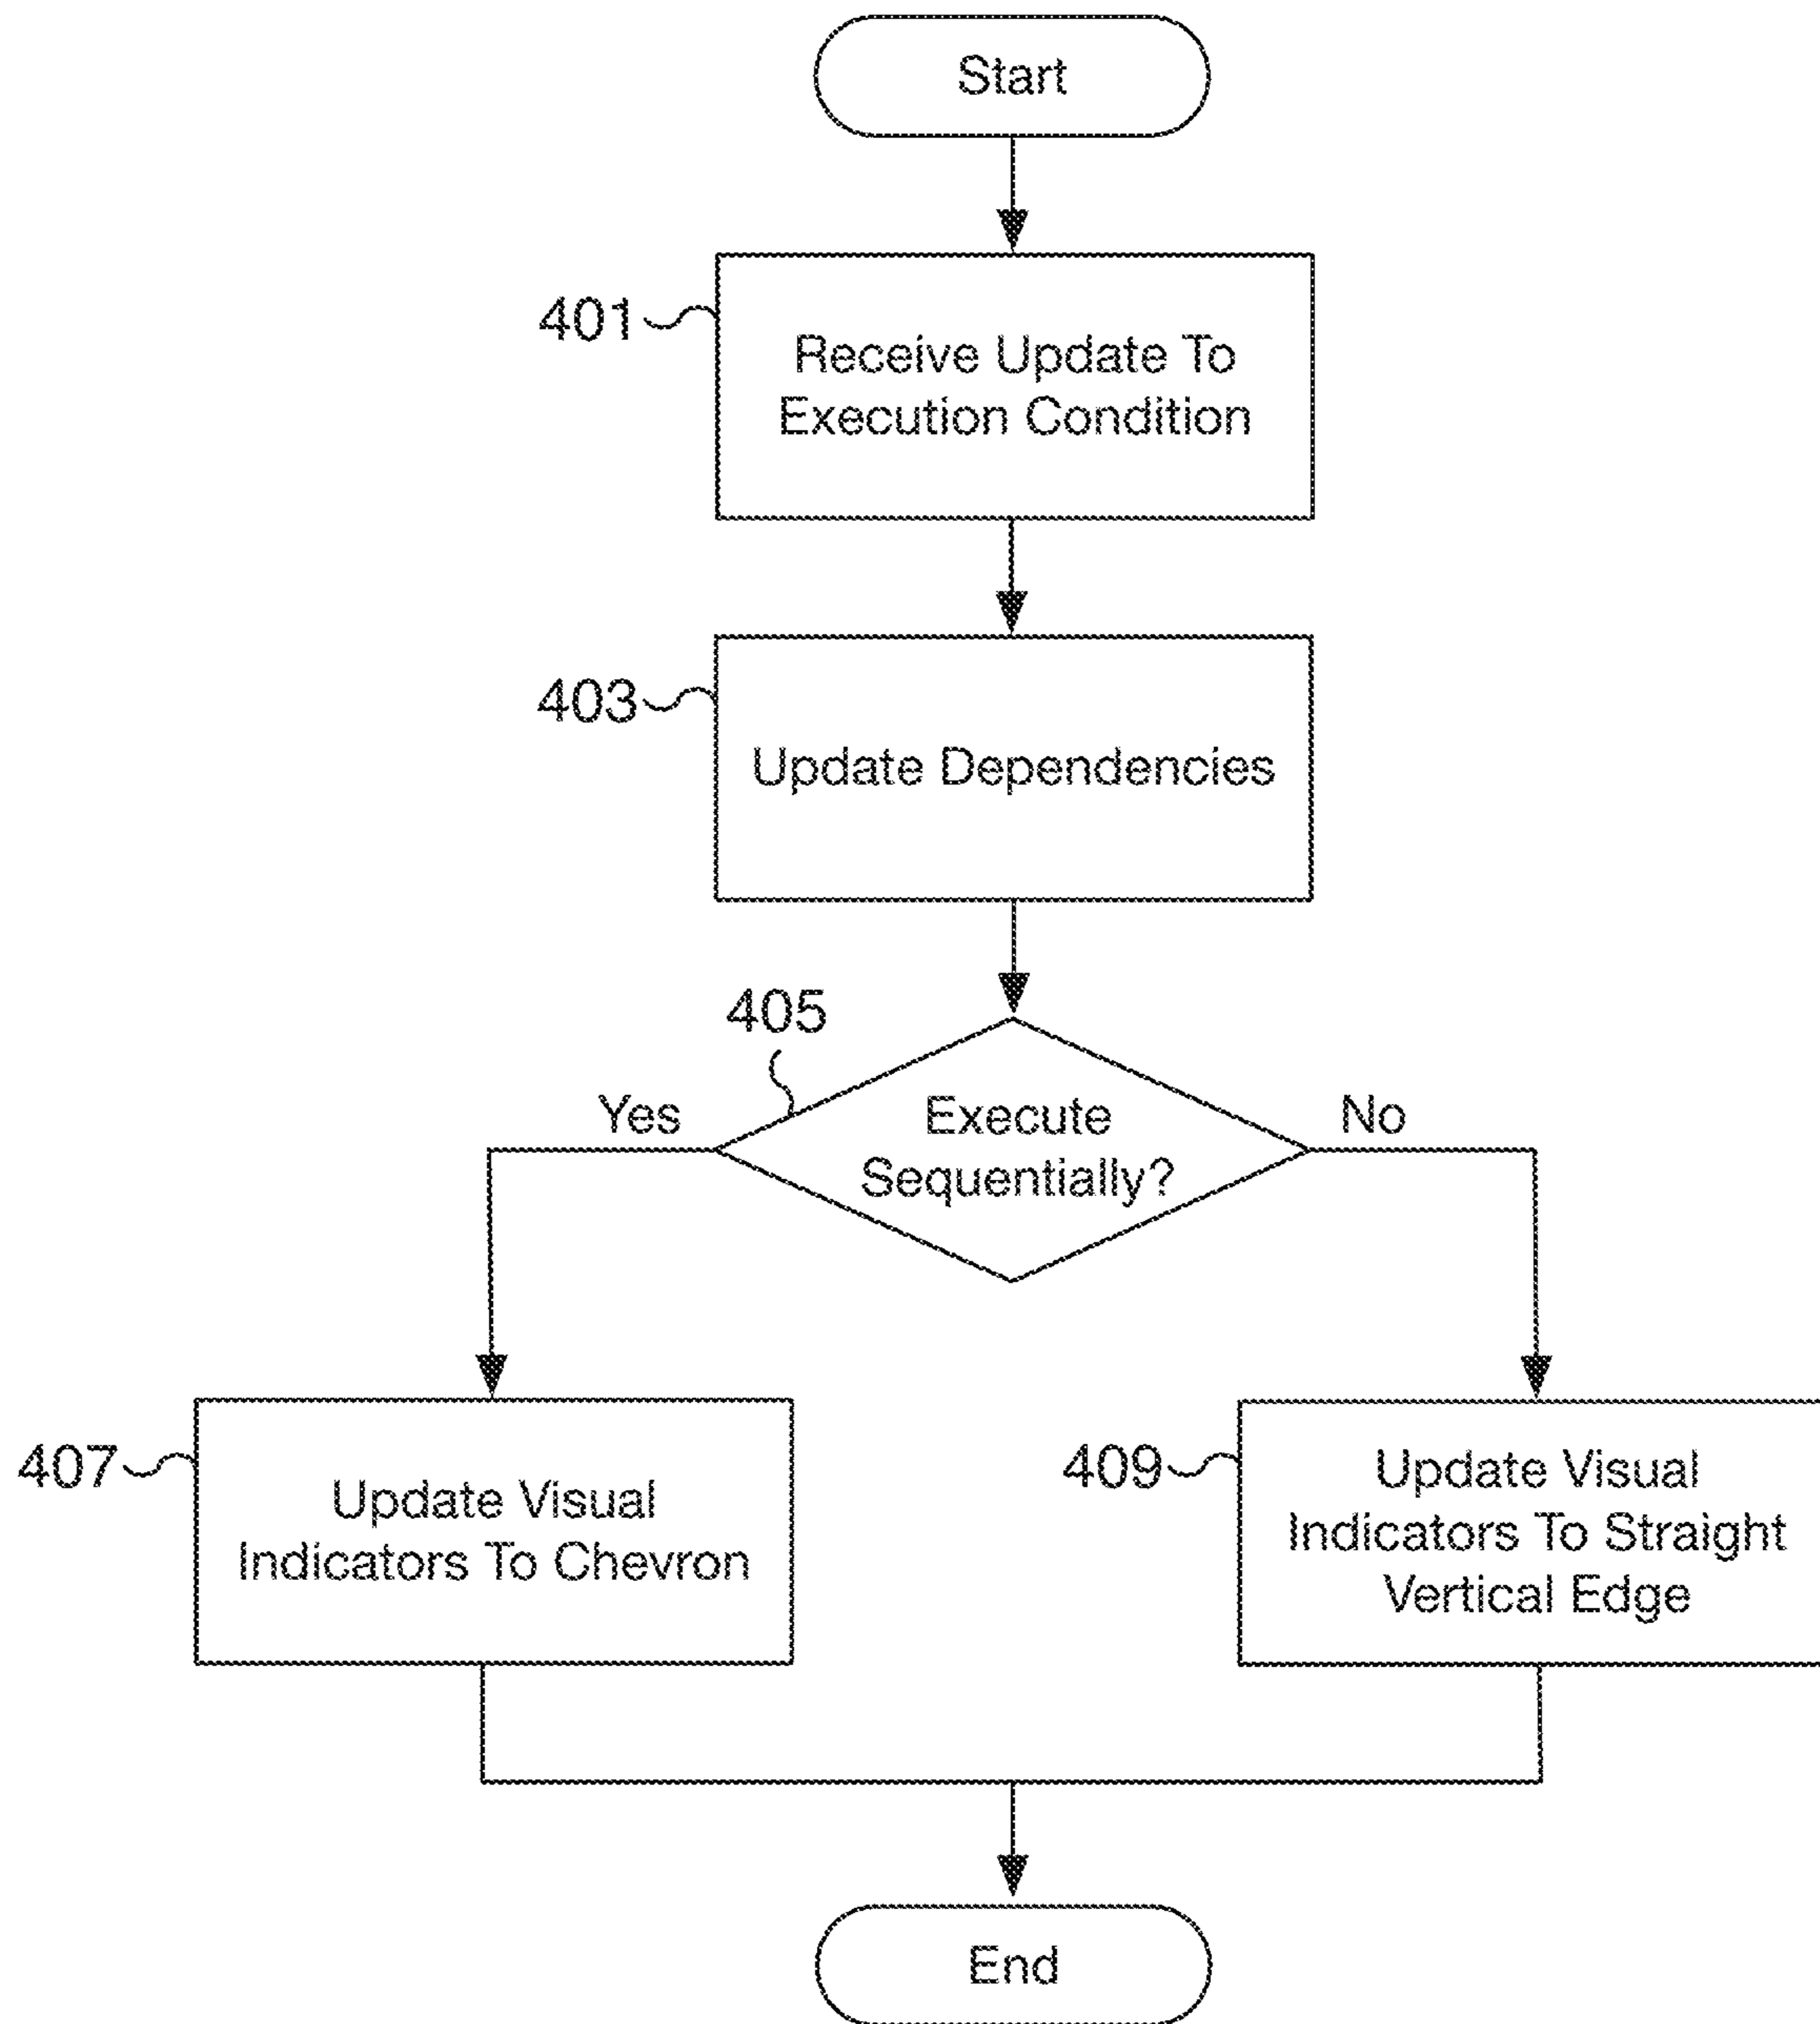 Start
401
Receive Update To
Execution Condition
403
Update Dependencies
405
Yes
Execute
Sequentially?
No
407
Update Visual
Indicators To Chevron
409
Update Visual
Indicators To Straight
Vertical Edge
End